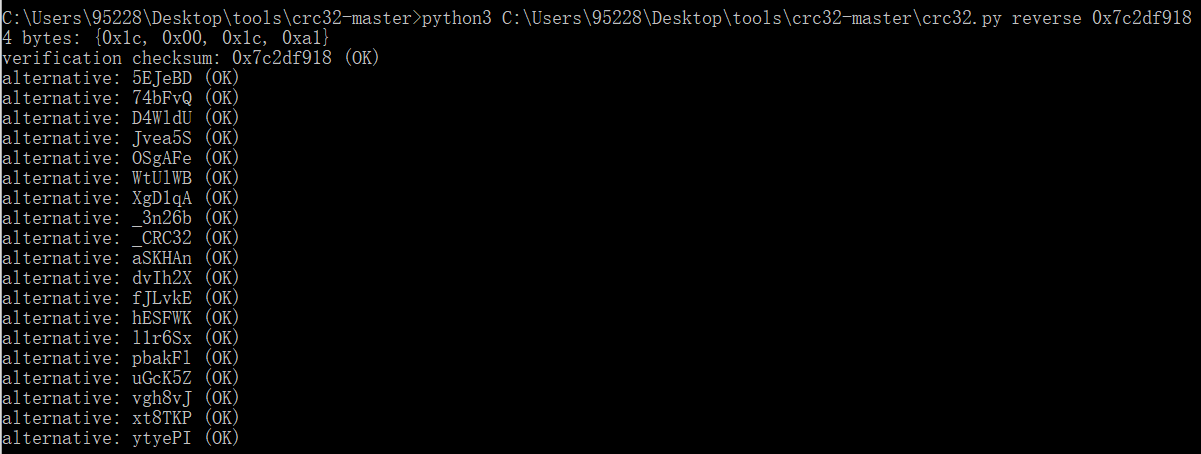 C:\Users\95228\Desktop\tools\crc32-master>python3 C:\Users\95228\Desktop\tools\crc32-master\crc32.py reverse 0x7c2df918
4 bytes: {0x1c, 0x00, 0x1c, 0xa1}
verification checksum: 0x7c2df918 (OK)
alternative: 5EJeBD (OK)
alternative: 74bFvQ (OK)
alternative: D4WldU (OK)
alternative: Jvea5S (OK)
alternative: OSgAFe (OK)
alternative: WtUlWB (OK)
alternative: XgD1qA (OK)
alternative: _3n26b (OK)
alternative: _CRC32 (OK)
alternative: aSKHAn (OK)
alternative: dvIh2X (OK)
alternative: fJLvkE (OK)
alternative: hESFWK (OK)
alternative: l1r6Sx (OK)
alternative: pbakFl (OK)
alternative: uGcK5Z (OK)
alternative: vgh8vJ (OK)
alternative: xt8TKP (OK)
alternative: ytyePI (OK)